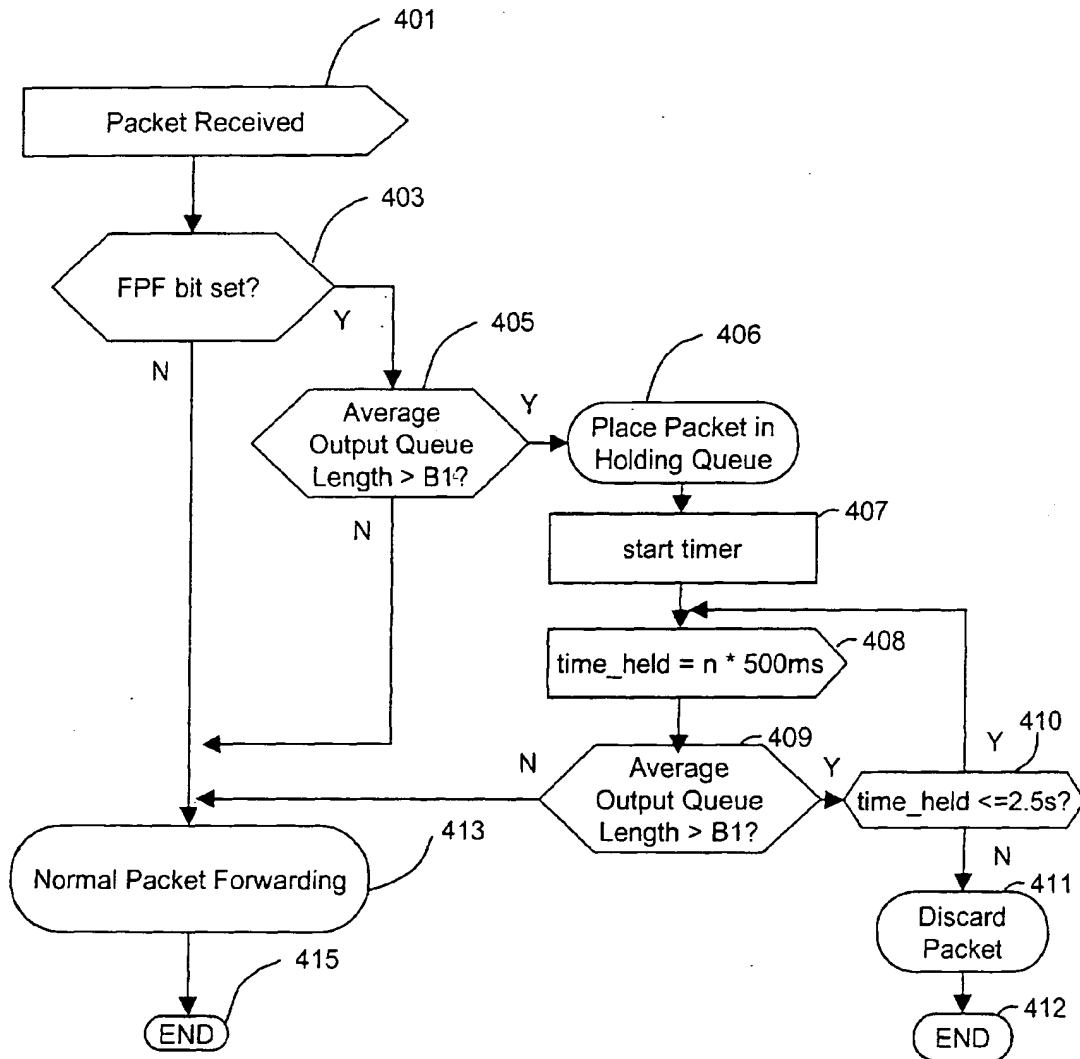 401
Packet Received
403
FPF bit set?
Y
N
405
Average
Output Queue
Length > B1?
Y
N
406
Place Packet in
Holding Queue
407
start timer
408
time_held = n * 500ms
409
Average
Output Queue
Length > B1?
N
Y
410
Y
time_held <=2.5s?
N
411
Discard
Packet
412
END
413
Normal Packet Forwarding
415
END